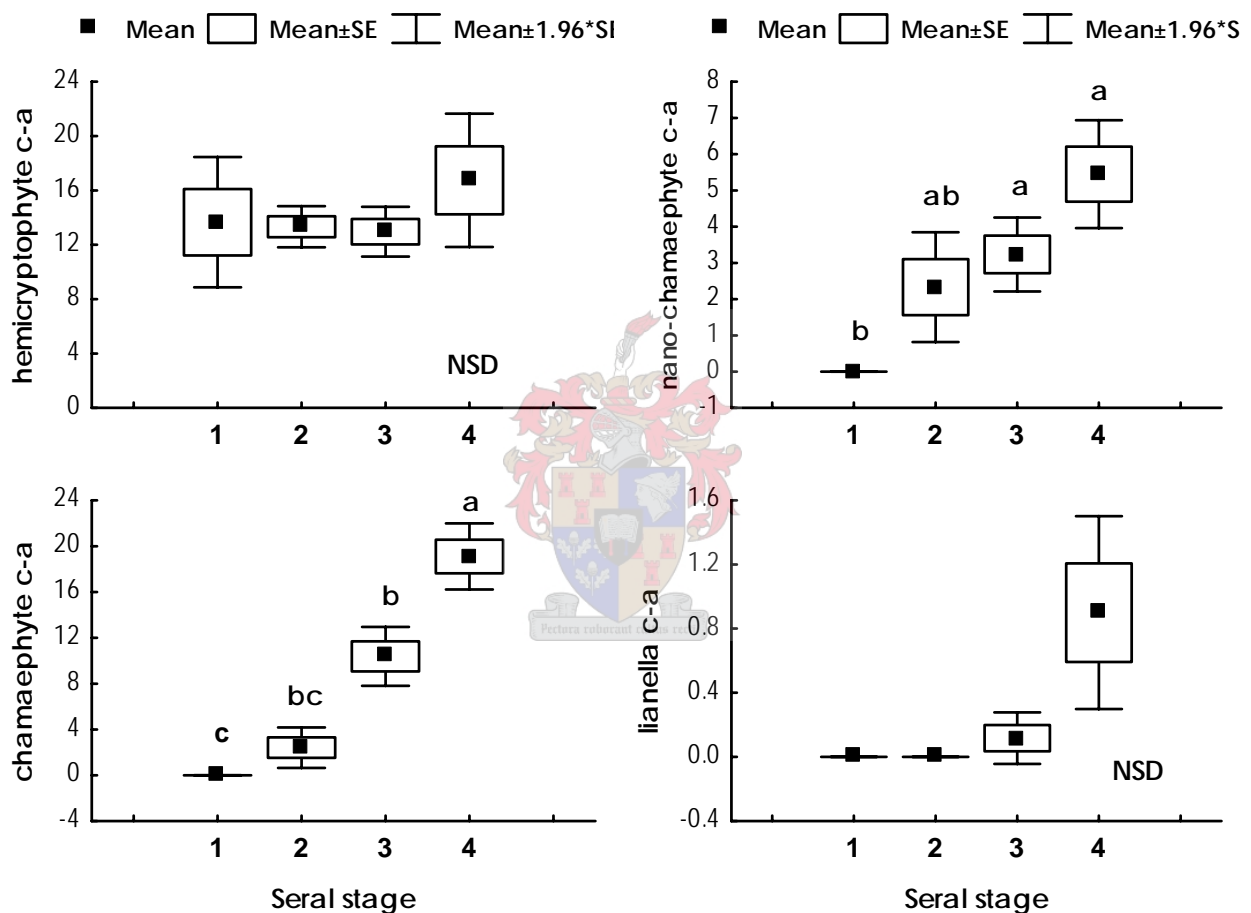 Mean Mean±SE Mean±1.96*SE
Mean Mean±SE Mean±1.96*S
hemicryptophyte c-a
24
20
16
12
8
4
0
NSD
1 2 3 4
nano-chamaephyte c-a
8
7
6
5
4
3
2
1
0
-1
b
ab
a
a
1 2 3 4
chamaephyte c-a
24
20
16
12
8
4
0
-4
c
bc
b
a
1 2 3 4
Seral stage
lianella c-a
1.6
1.2
0.8
0.4
0.0
-0.4
NSD
1 2 3 4
Seral stage
Pectora roborant